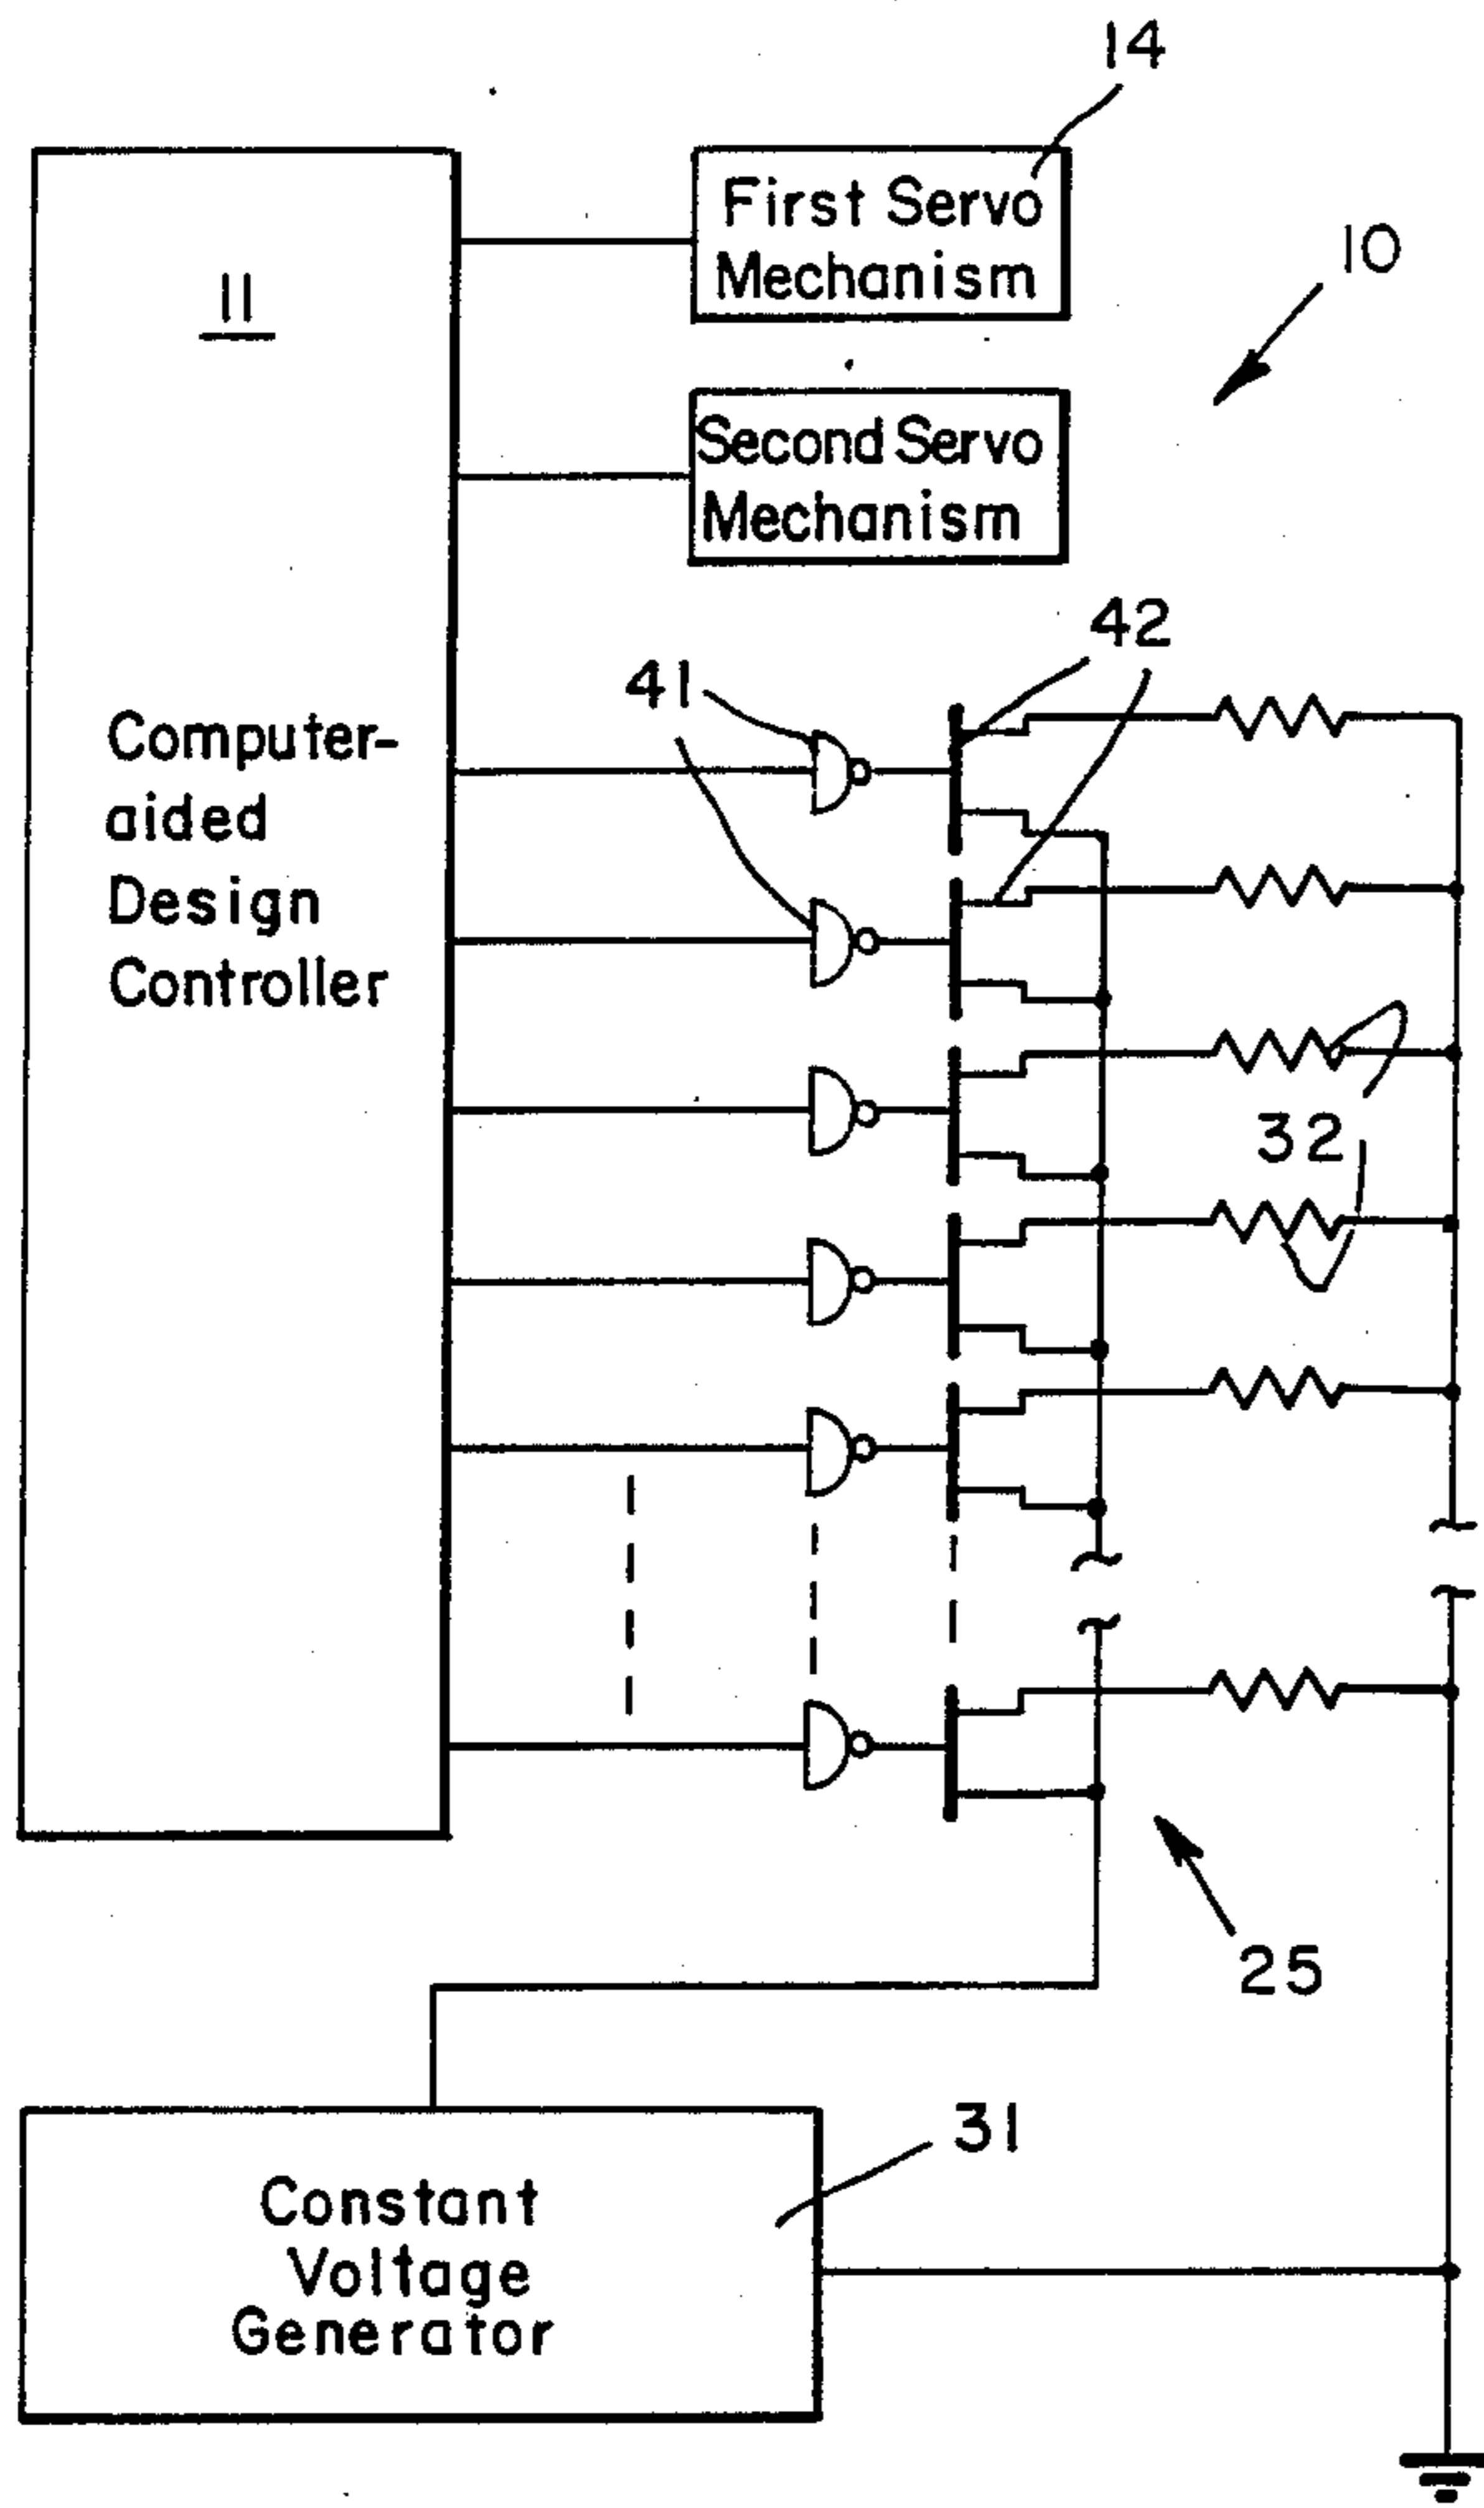 14
First Servo
Mechanism
10
11
Second Servo
Mechanism
42
41
Computer-
aided
Design
Controller
32
25
31
Constant
Voltage
Generator